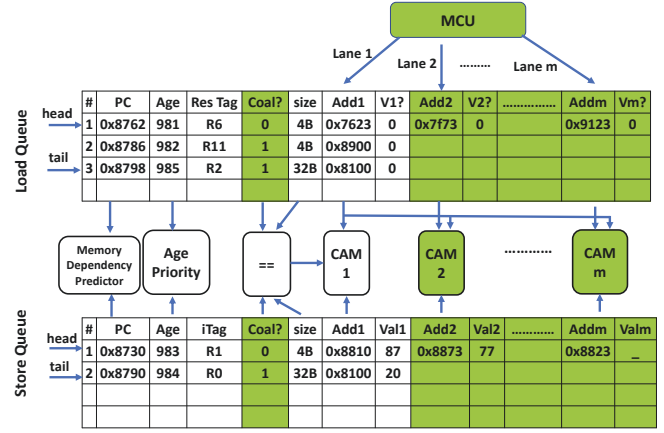 MCU
Lane 1
Lane 2
.........
Lane m
Load Queue
# PC Age Res Tag Coal? size Add1 V1? Add2 V2? ............... Addm Vm?
head
1 0x8762 981 R6 0 4B 0x7623 0 0x7f73 0 0x9123 0
2 0x8786 982 R11 1 4B 0x8900 0
tail
3 0x8798 985 R2 1 32B 0x8100 0
Memory Dependency Predictor
Age Priority
==
CAM 1
CAM 2
............
CAM m
Store Queue
# PC Age iTag Coal? size Add1 Val1 Add2 Val2 ............ Addm Valm
head
1 0x8730 983 R1 0 4B 0x8810 87 0x8873 77 0x8823 _
tail
2 0x8790 984 R0 1 32B 0x8100 20